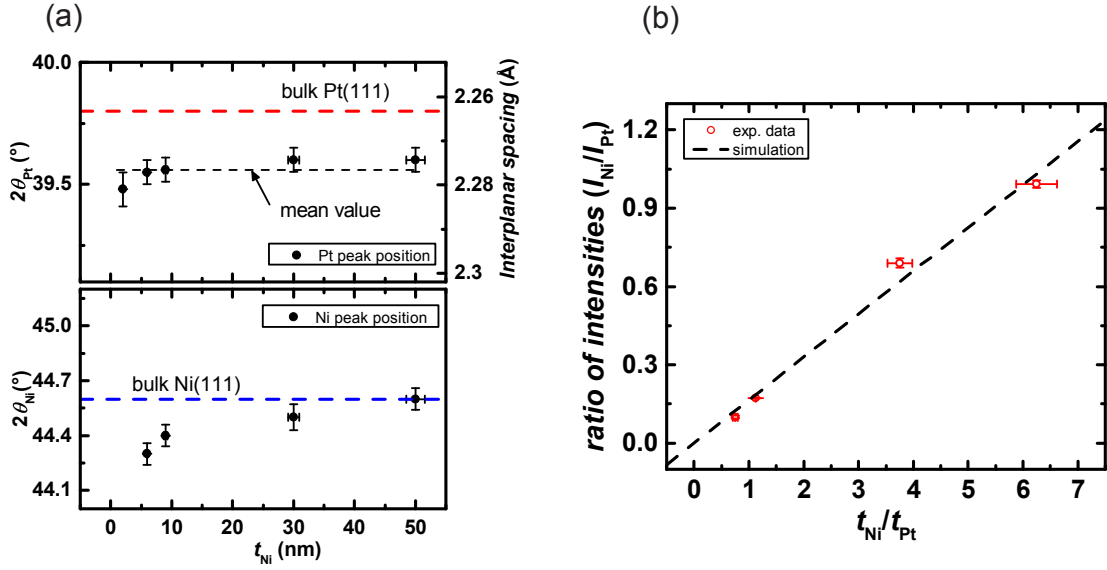 (a)
40.0
39.5
2θPt (°)
bulk Pt(111)
mean value
Pt peak position
2.26
2.28
2.3
Interplanar spacing (Å)
45.0
44.7
44.4
44.1
2θNi(°)
Ni peak position
bulk Ni(111)
0 10 20 30 40 50
tNi (nm)
(b)
1.2
0.9
0.6
0.3
0.0
ratio of intensities (INi/IPt)
exp. data
simulation
0 1 2 3 4 5 6 7
tNi/tPt